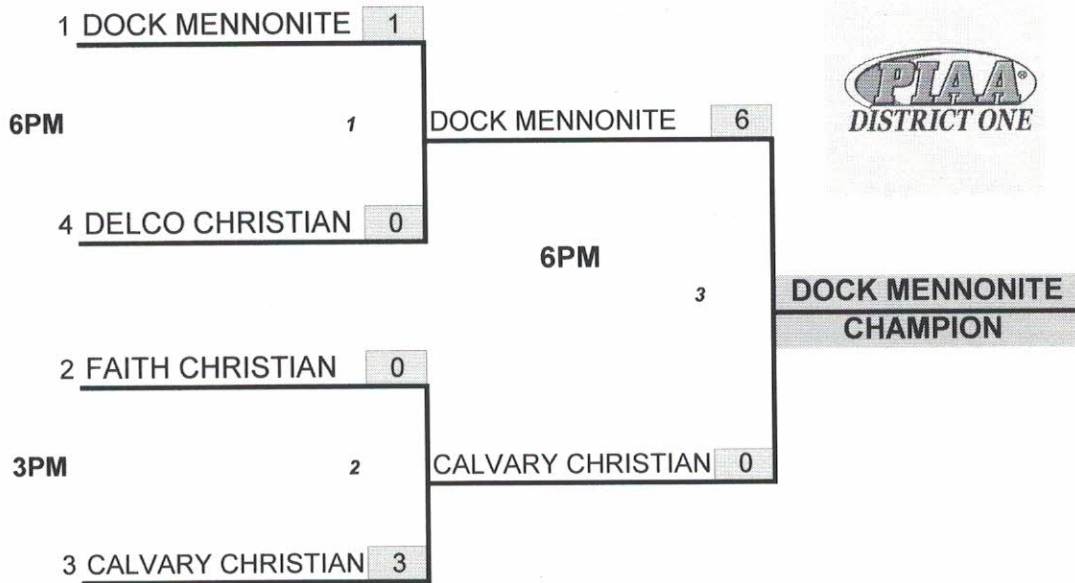 1 DOCK MENNONITE 1
PIAA®
DISTRICT ONE
6PM 1
DOCK MENNONITE 6
4 DELCO CHRISTIAN 0
6PM
3
DOCK MENNONITE
CHAMPION
2 FAITH CHRISTIAN 0
3PM 2
CALVARY CHRISTIAN 0
3 CALVARY CHRISTIAN 3